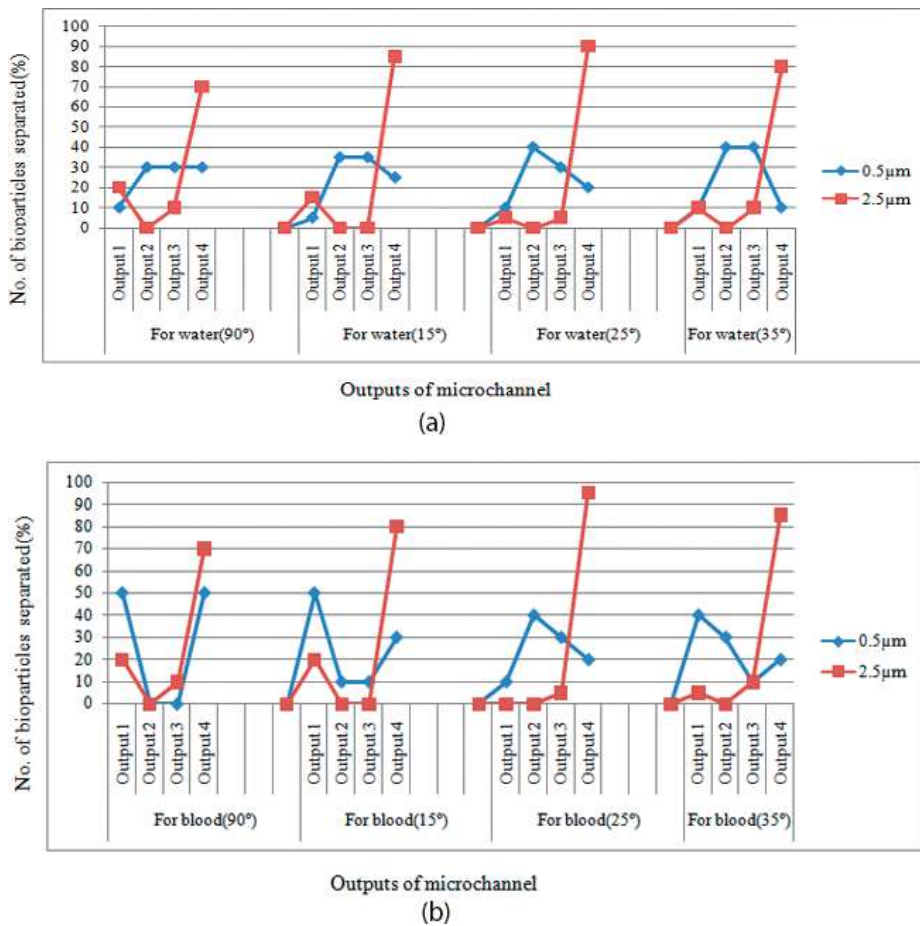 No. of bioparticles separated(%)
100
90
80
70
60
50
40
30
20
10
0
Output 1
Output 2
Output 3
Output 4
Output 1
Output 2
Output 3
Output 4
Output 1
Output 2
Output 3
Output 4
Output 1
Output 2
Output 3
Output 4
For water(90°)
For water(15°)
For water(25°)
For water(35°)
0.5µm
2.5µm
Outputs of microchannel
(a)
No. of bioparticles separated(%)
100
90
80
70
60
50
40
30
20
10
0
Output 1
Output 2
Output 3
Output 4
Output 1
Output 2
Output 3
Output 4
Output 1
Output 2
Output 3
Output 4
Output 1
Output 2
Output 3
Output 4
For blood(90°)
For blood(15°)
For blood(25°)
For blood(35°)
0.5µm
2.5µm
Outputs of microchannel
(b)